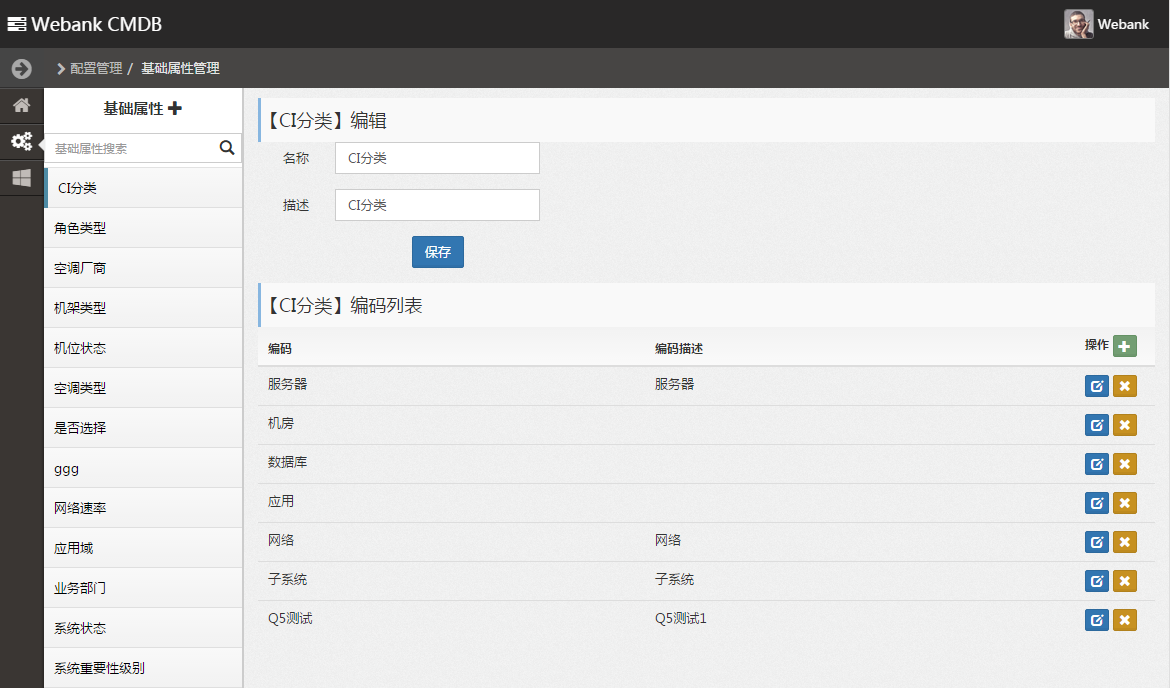 Webank CMDB
Webank
配置管理 / 基础属性管理
基础属性
基础属性搜索
CI分类
角色类型
空调厂商
机架类型
机位状态
空调类型
是否选择
ggg
网络速率
应用域
业务部门
系统状态
系统重要性级别
【CI分类】编辑
名称 CI分类
描述 CI分类
保存
【CI分类】编码列表
编码 编码描述 操作
服务器 服务器
机房
数据库
应用
网络 网络
子系统 子系统
Q5测试 Q5测试1